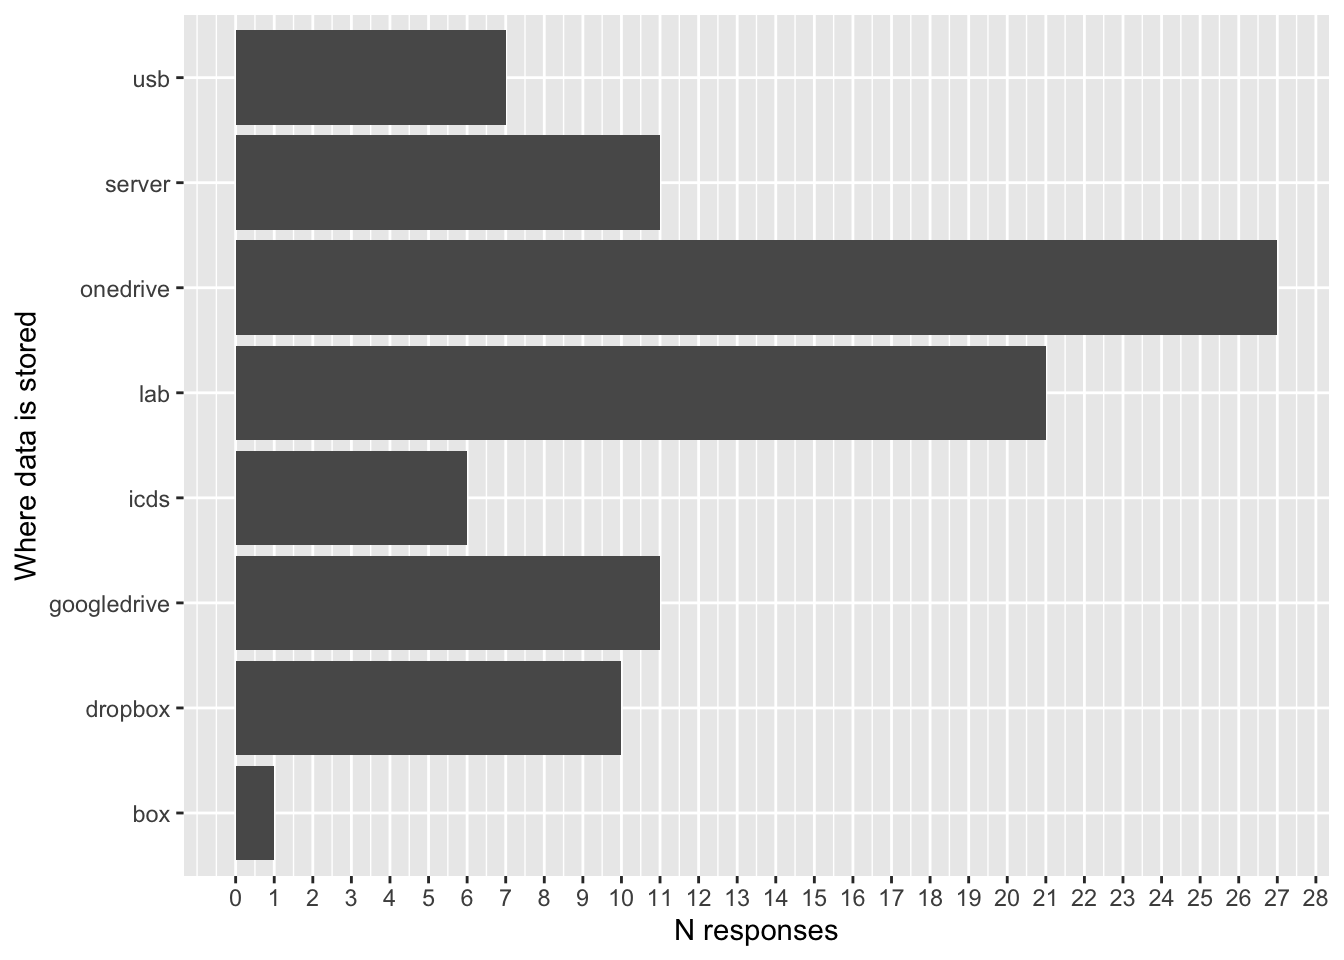 usb
server
onedrive
lab
icds
googledrive
dropbox
box
Where data is stored
0 1 2 3 4 5 6 7 8 9 10 11 12 13 14 15 16 17 18 19 20 21 22 23 24 25 26 27 28
N responses